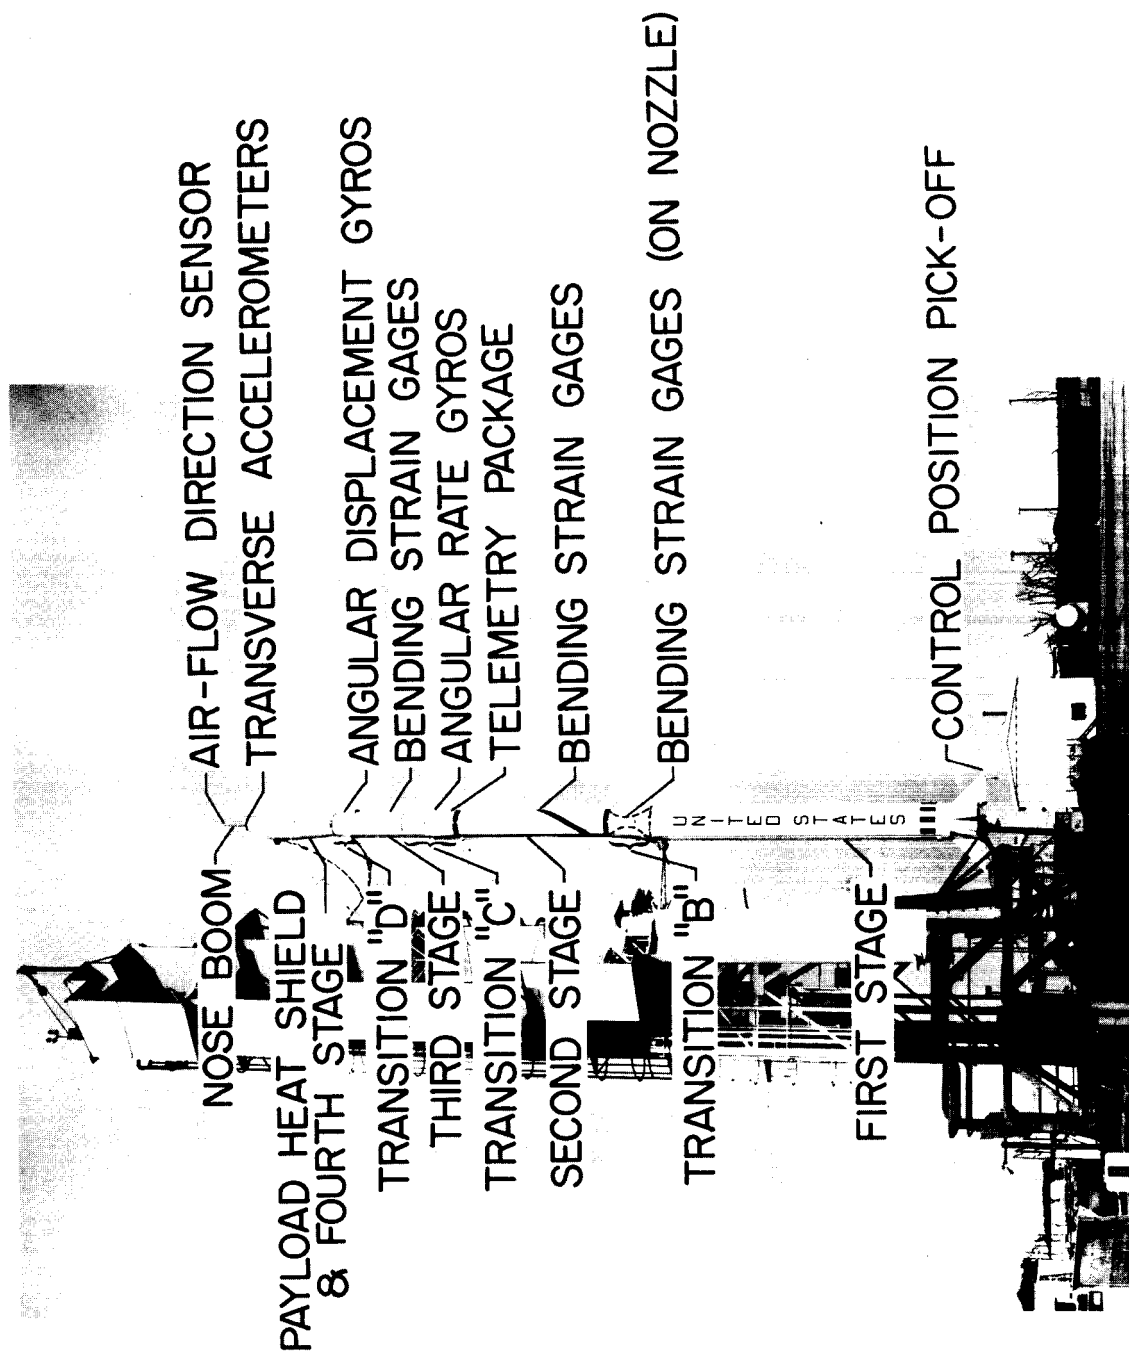 AIR-FLOW DIRECTION SENSOR
TRANSVERSE ACCELEROMETERS
ANGULAR DISPLACEMENT GYROS
BENDING STRAIN GAGES
ANGULAR RATE GYROS
TELEMETRY PACKAGE
BENDING STRAIN GAGES
BENDING STRAIN GAGES (ON NOZZLE)
CONTROL POSITION PICK-OFF
UNITED STATES
NOSE BOOM
PAYLOAD HEAT SHIELD
& FOURTH STAGE
TRANSITION "D"
THIRD STAGE
TRANSITION "C"
SECOND STAGE
TRANSITION "B"
FIRST STAGE